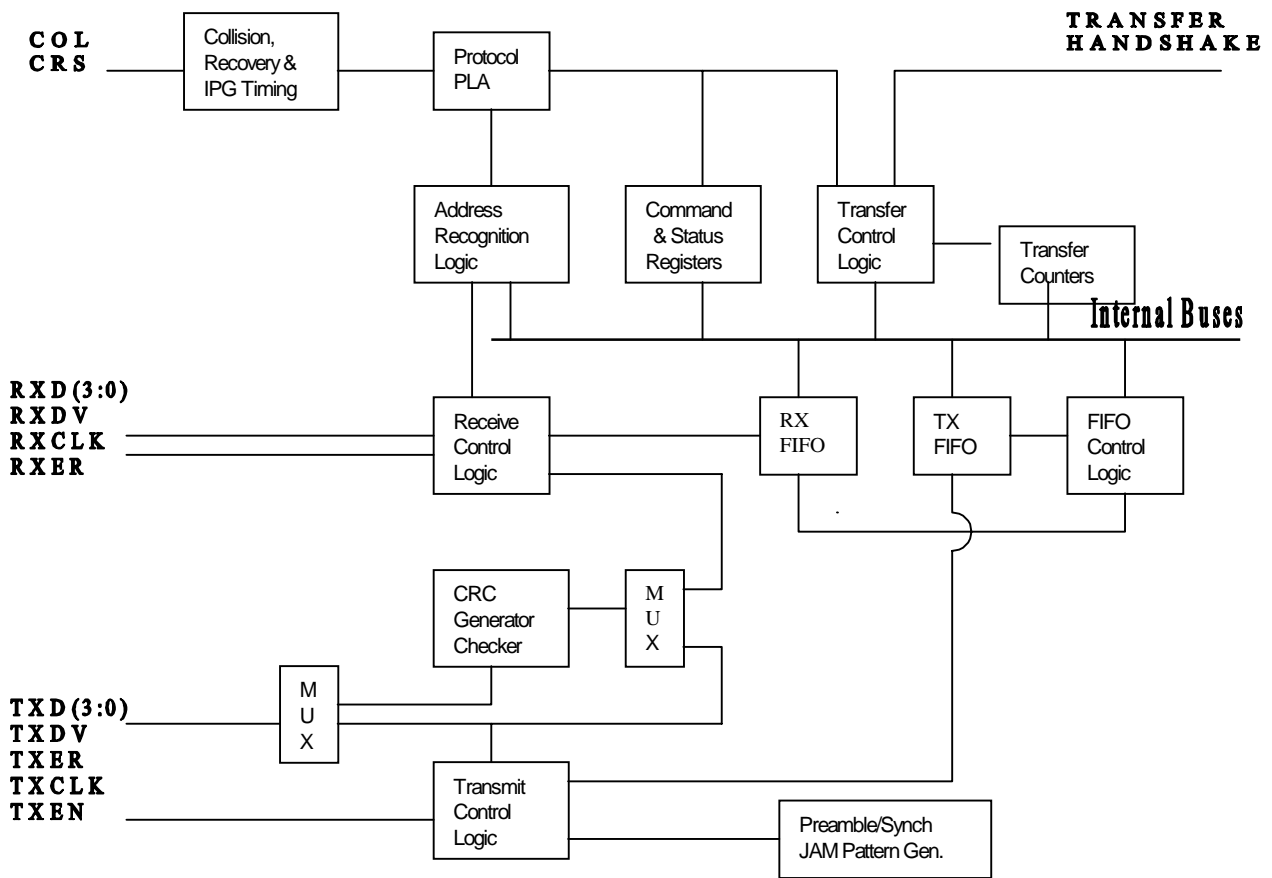 COL
CRS
Collision,
Recovery &
IPG Timing
Protocol
PLA
TRANSFER
HANDSHAKE
Address
Recognition
Logic
Command
& Status
Registers
Transfer
Control
Logic
Transfer
Counters
Internal Buses
RXD(3:0)
RXDV
RXCLK
RXER
Receive
Control
Logic
RX
FIFO
TX
FIFO
FIFO
Control
Logic
CRC
Generator
Checker
M
U
X
M
U
X
TXD(3:0)
TXDV
TXER
TXCLK
TXEN
Transmit
Control
Logic
Preamble/Synch
JAM Pattern Gen.